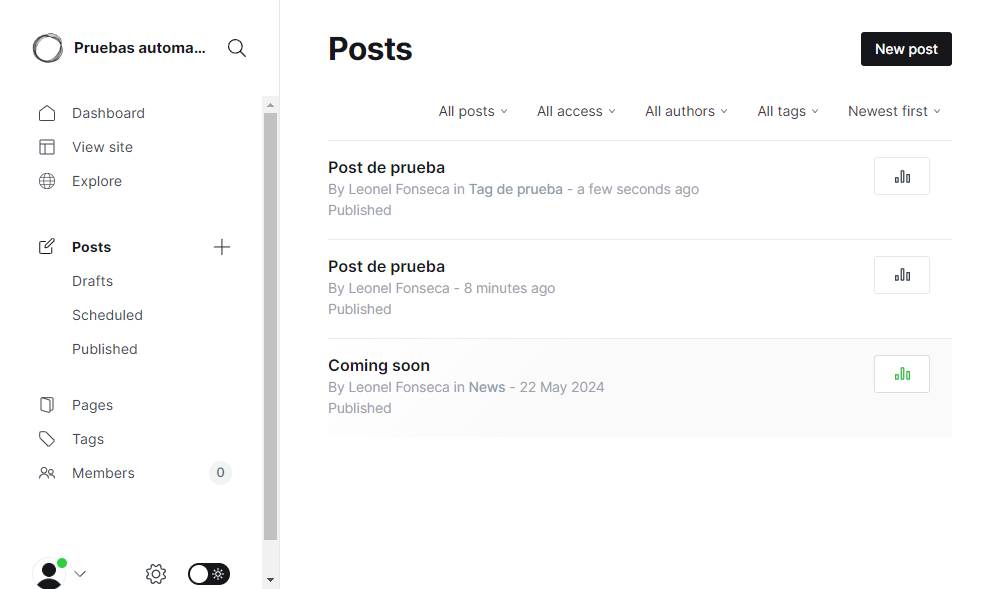 Pruebas automa...
Dashboard
View site
Explore
Posts
Drafts
Scheduled
Published
Pages
Tags
Members 0
Posts
New post
All posts All access All authors All tags Newest first
Post de prueba
By Leonel Fonseca in Tag de prueba - a few seconds ago
Published
Post de prueba
By Leonel Fonseca - 8 minutes ago
Published
Coming soon
By Leonel Fonseca in News - 22 May 2024
Published